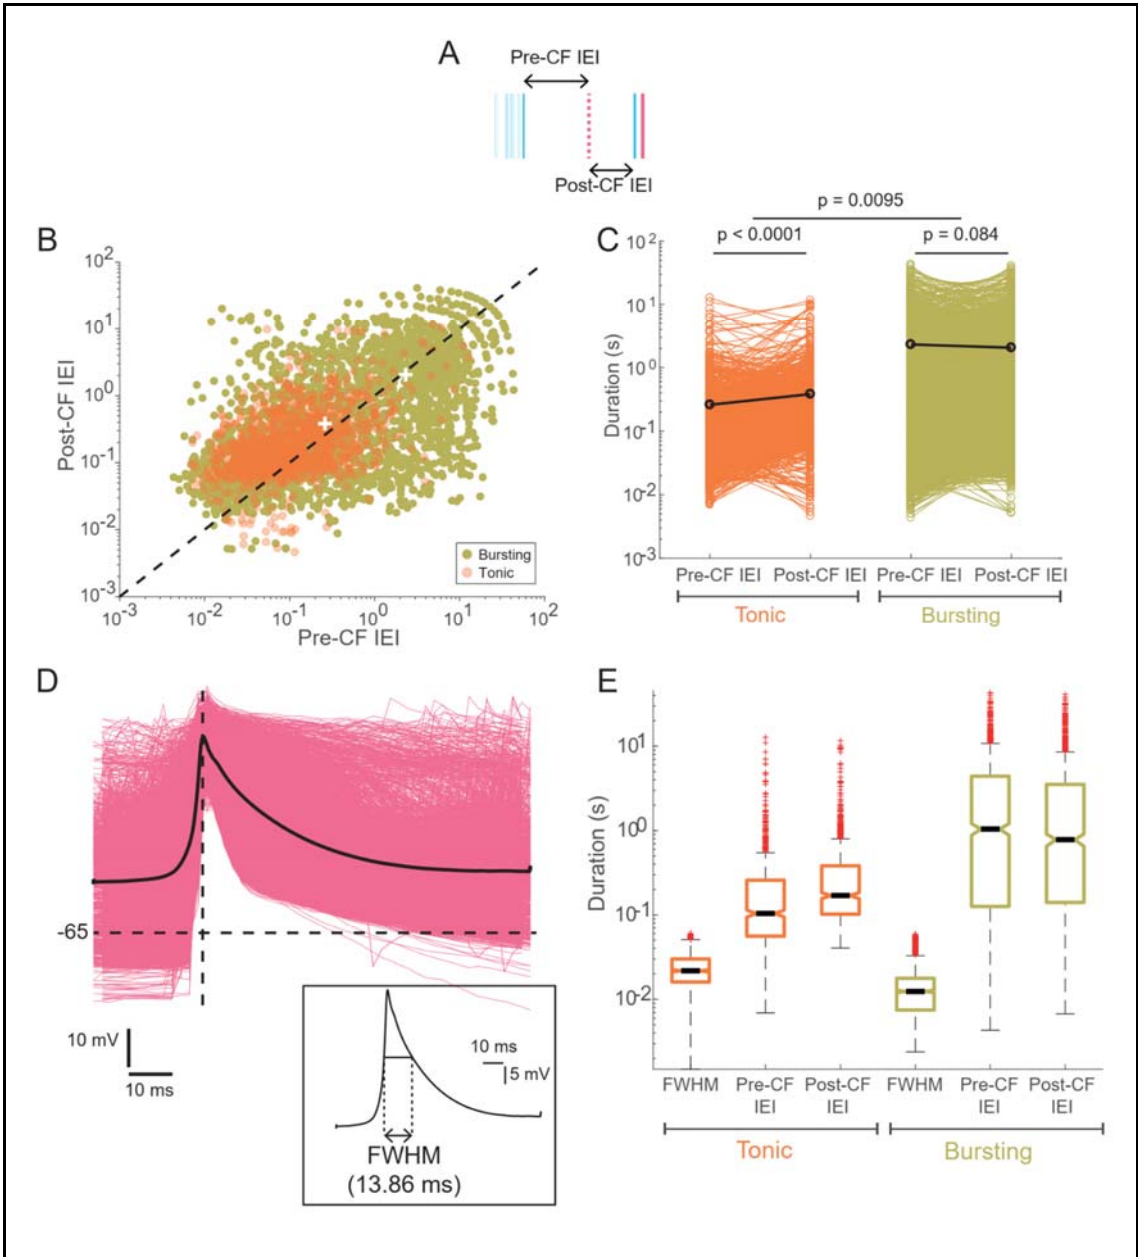 A
Pre-CF IEI
Post-CF IEI
B
Post-CF IEI
10^2
10^1
10^0
10^-1
10^-2
10^-3
10^-3
10^-2
10^-1
10^0
10^1
10^2
Pre-CF IEI
Bursting
Tonic
C
p = 0.0095
p < 0.0001
p = 0.084
Duration (s)
10^2
10^1
10^0
10^-1
10^-2
10^-3
Pre-CF IEI
Post-CF IEI
Pre-CF IEI
Post-CF IEI
Tonic
Bursting
D
-65
10 mV
10 ms
10 ms
5 mV
FWHM
(13.86 ms)
E
Duration (s)
10^1
10^0
10^-1
10^-2
FWHM
Pre-CF
IEI
Post-CF
IEI
FWHM
Pre-CF
IEI
Post-CF
IEI
Tonic
Bursting